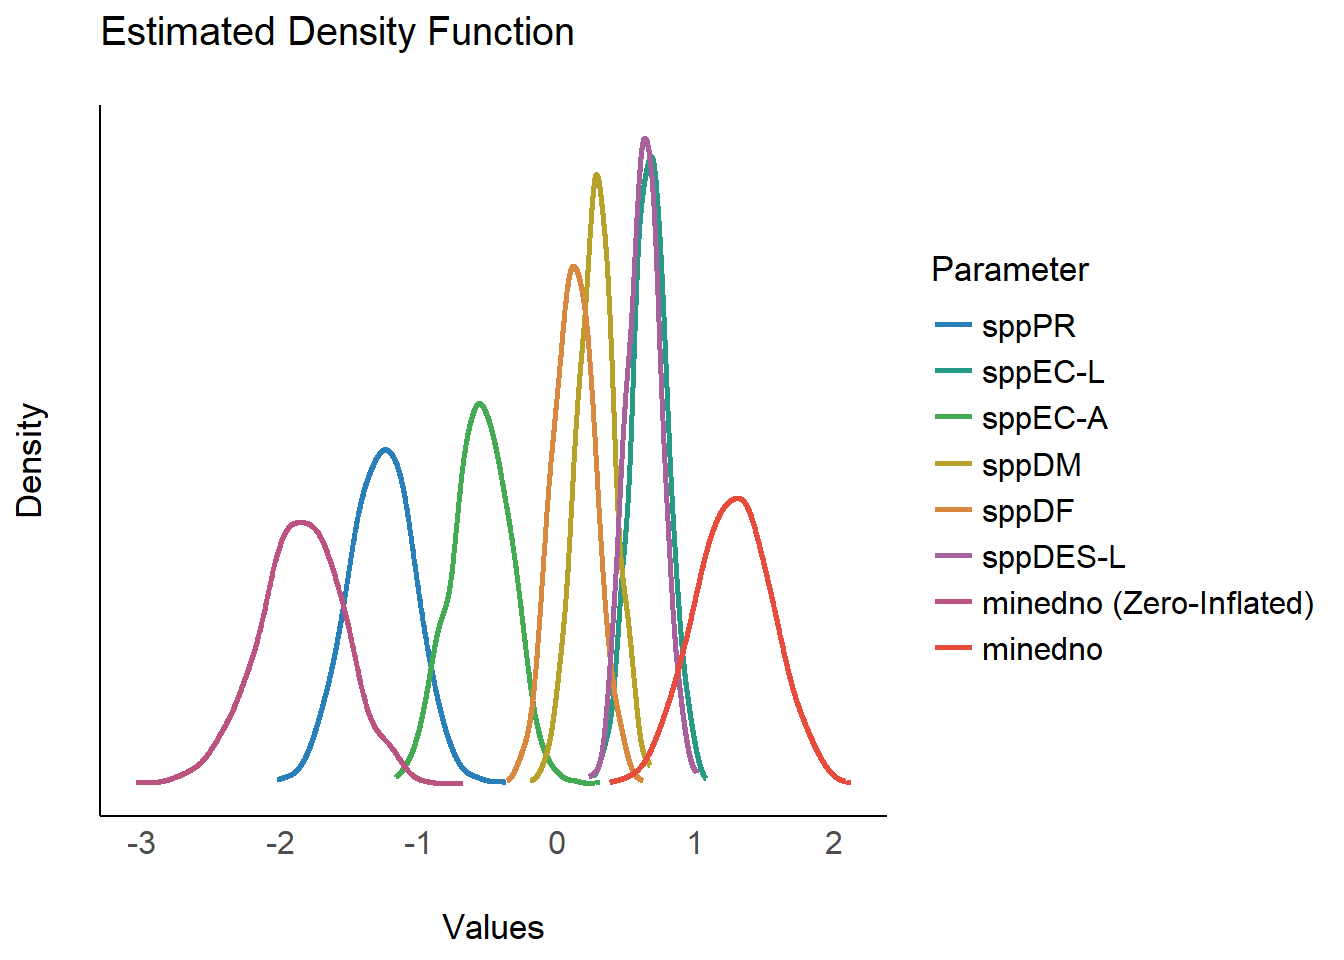 Estimated Density Function
Density
-3 -2 -1 0 1 2
Values
Parameter
sppPR
sppEC-L
sppEC-A
sppDM
sppDF
sppDES-L
minedno (Zero-Inflated)
minedno